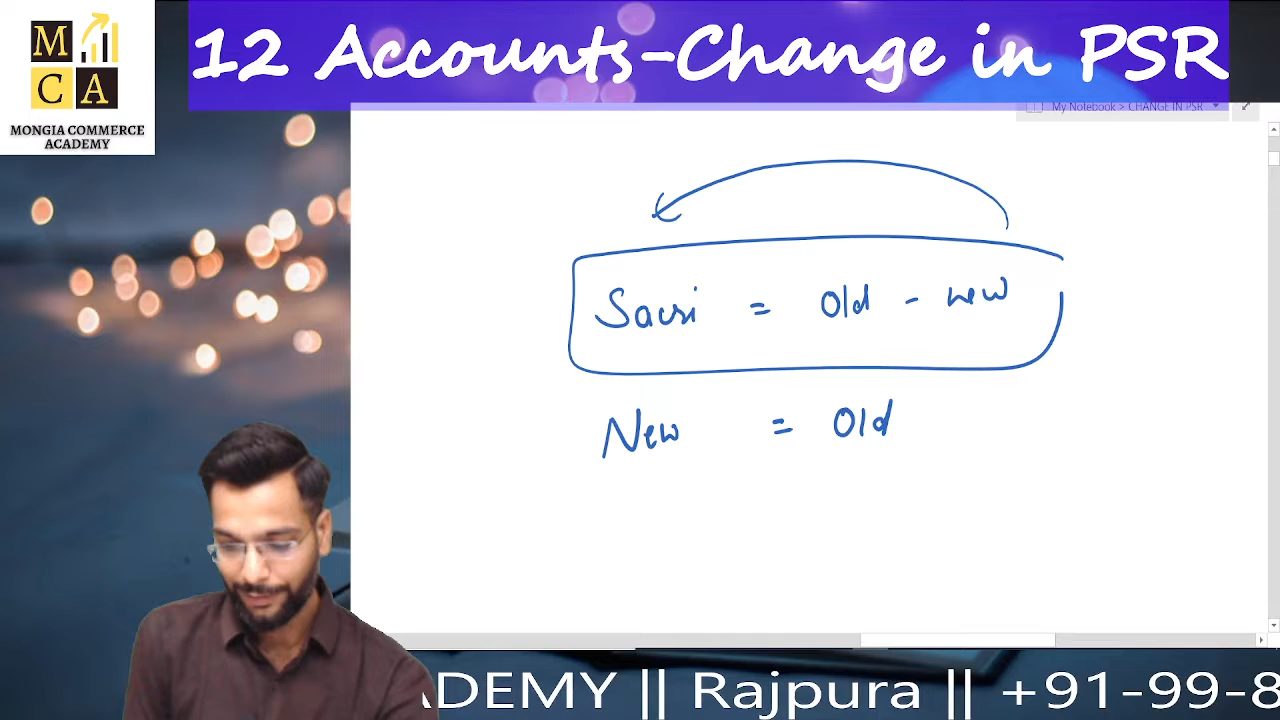 M
C A
MONGIA COMMERCE
ACADEMY
12 Accounts-Change in PSR
My Notebook > CHANGE IN PSR
Sacri = Old - new
New = Old
ADEMY || Rajpura || +91-99-8